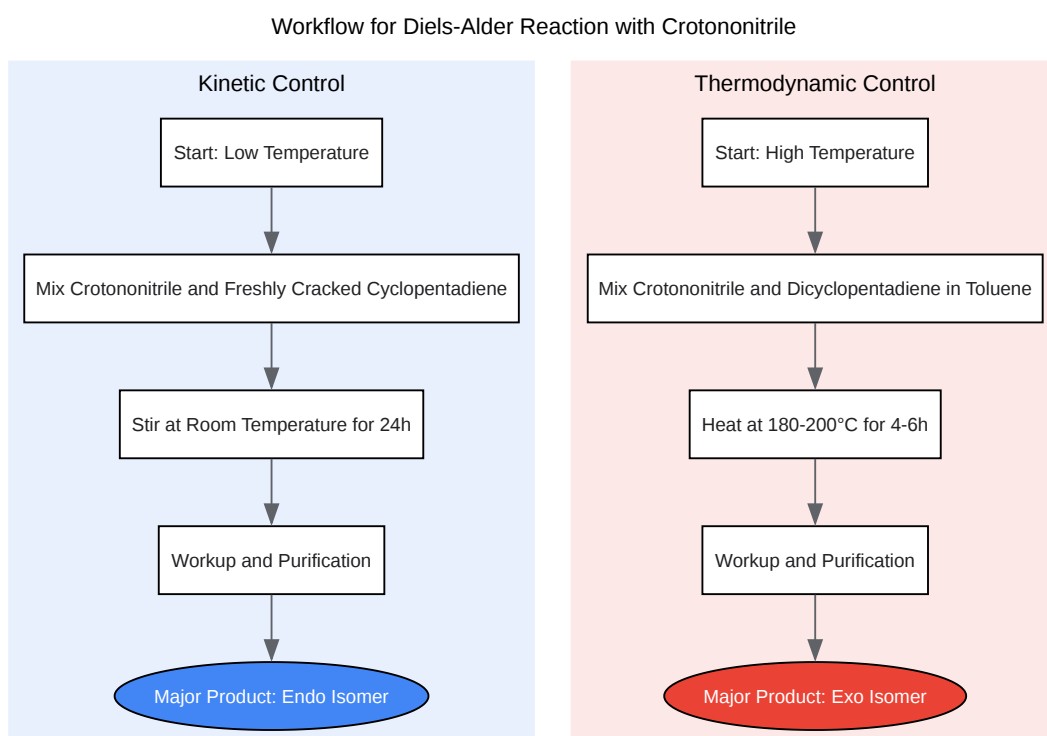 Workflow for Diels-Alder Reaction with Crotononitrile
Kinetic Control
Start: Low Temperature
Mix Crotononitrile and Freshly Cracked Cyclopentadiene
Stir at Room Temperature for 24h
Workup and Purification
Major Product: Endo Isomer
Thermodynamic Control
Start: High Temperature
Mix Crotononitrile and Dicyclopentadiene in Toluene
Heat at 180-200°C for 4-6h
Workup and Purification
Major Product: Exo Isomer